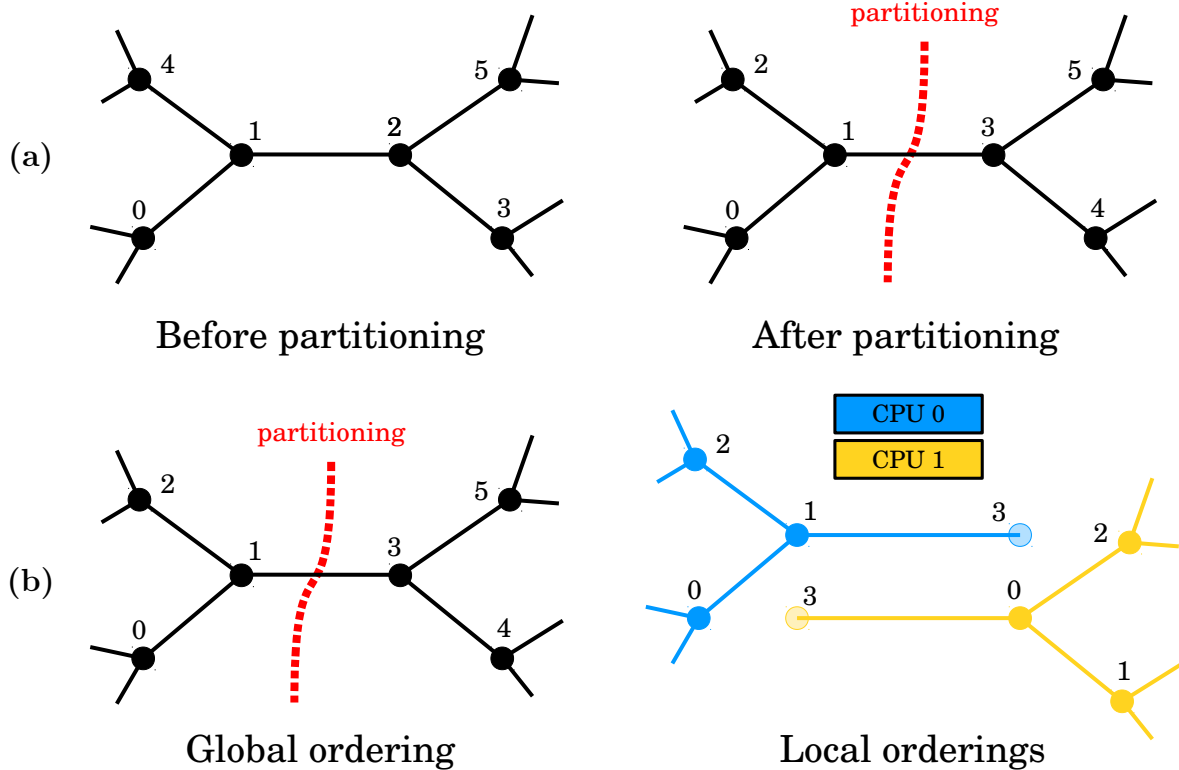 partitioning
4
5
2
5
1
2
1
3
(a)
0
3
0
4
Before partitioning
After partitioning
CPU 0
partitioning
CPU 1
2
5
2
1
3
1
3
2
(b)
0
4
0
3
0
1
Global ordering
Local orderings